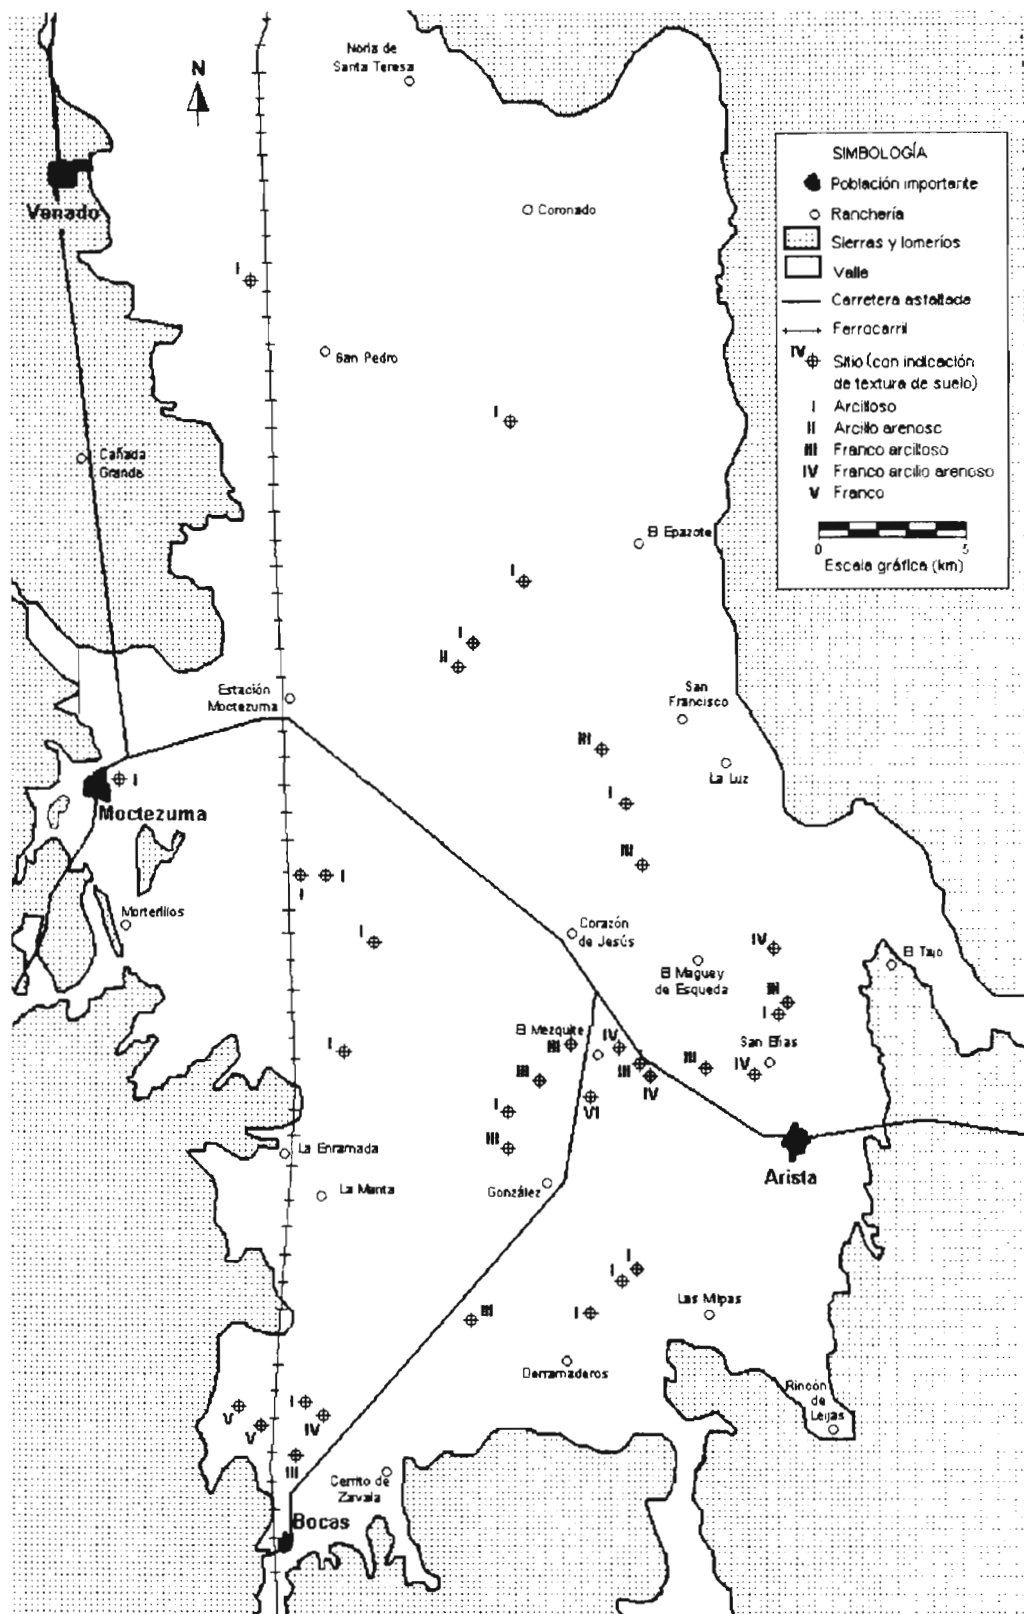 Noria de
Santa Teresa
N
Venado
Coronado
I
San Pedro
I
Cañada
Grande
El Epazote
I
I
II
Estación
Moctezuma
San
Francisco
III
La Luz
I
Moctezuma
I
III
I
I
Morterillos
I
Corazón
de Jesús
IV
El Tajo
El Maguey
de Esqueda
III
I
El Mezquite
III
IV
San Elías
I
III
III
III
IV
IV
I
VI
III
La Enramada
Arista
La Manta
González
I
I
Las Milpas
III
I
Derramaderos
Rincón
de
Leijas
V
I
IV
V
III
Cerrito de
Zavala
Bocas
SIMBOLOGÍA
Población importante
Ranchería
Sierras y lomeríos
Valle
Carretera asfaltada
Ferrocarril
IV
Sitio (con indicación
de textura de suelo)
I Arcilloso
II Arcillo arenosc
III Franco arcilloso
IV Franco arcillo arenoso
V Franco
0 5
Escala gráfica (km)